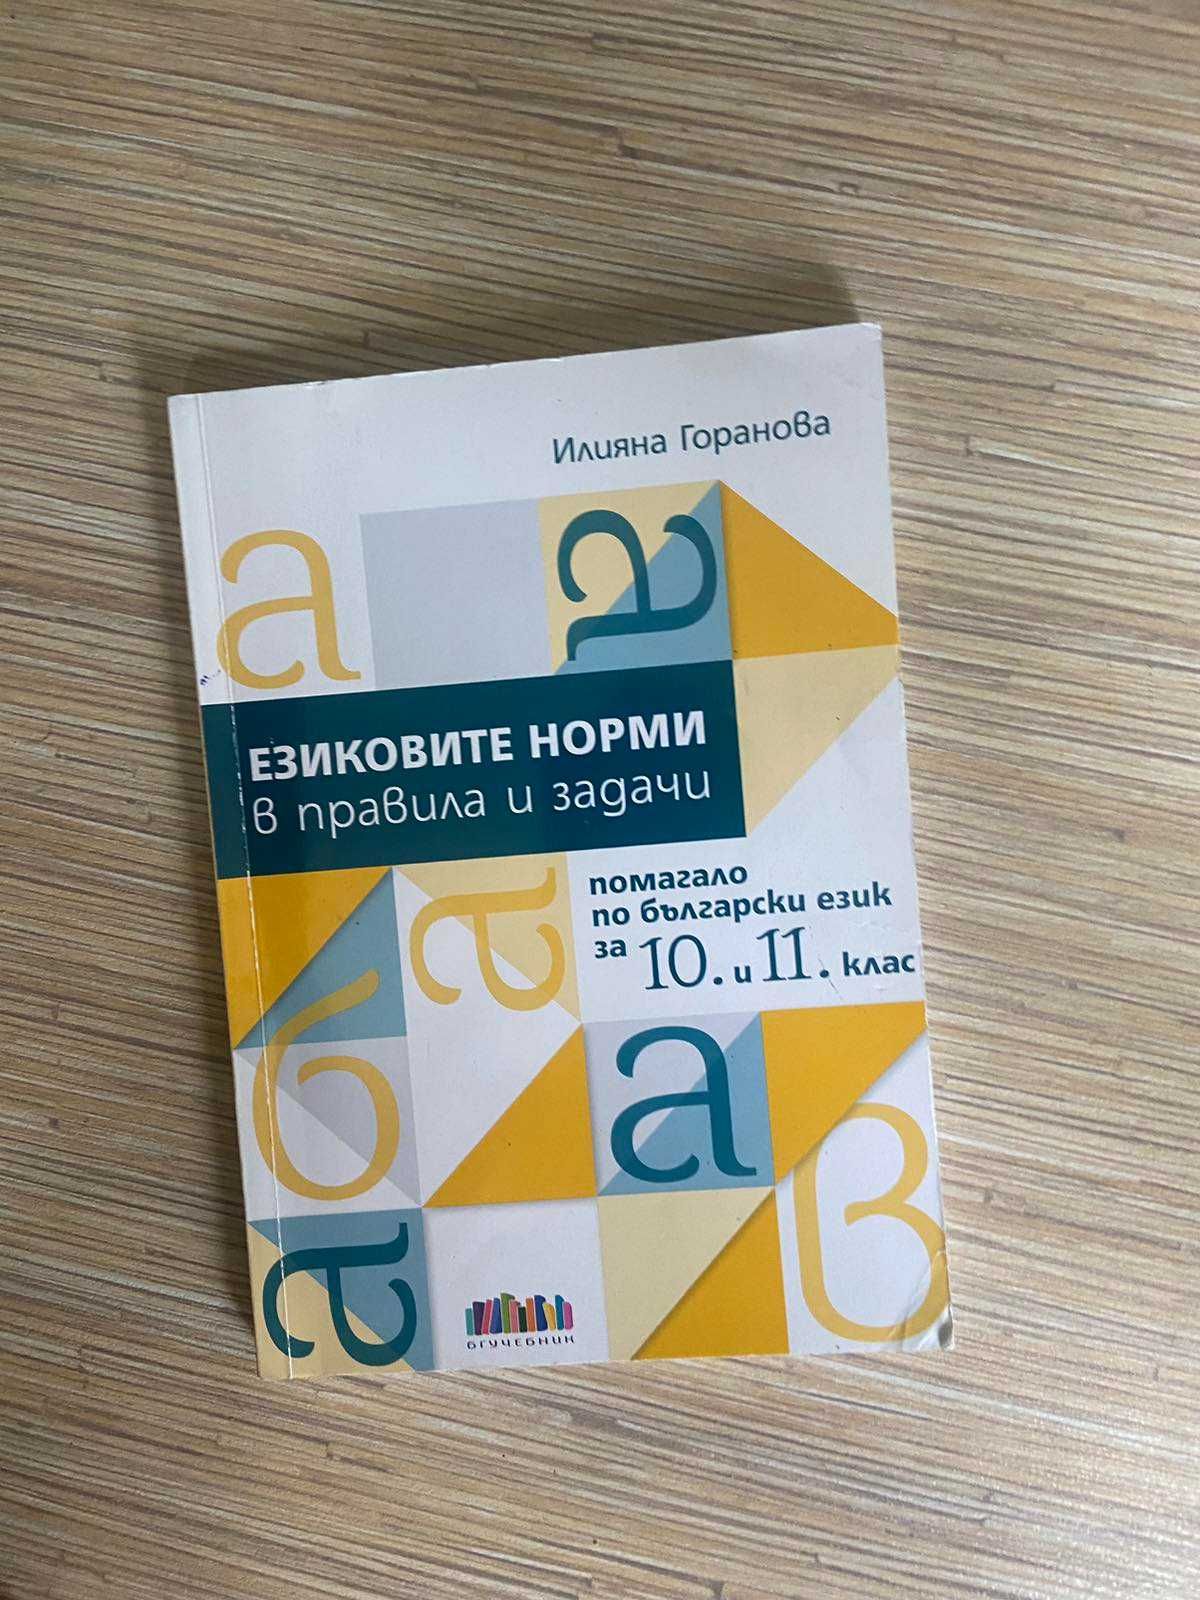 Илияна Горанова
а
а
ЕЗИКОВИТЕ НОРМИ
в правила и задачи
помагало
по български език
за 10. и 11. клас
а
б
а
в
а
БГУЧЕБНИК